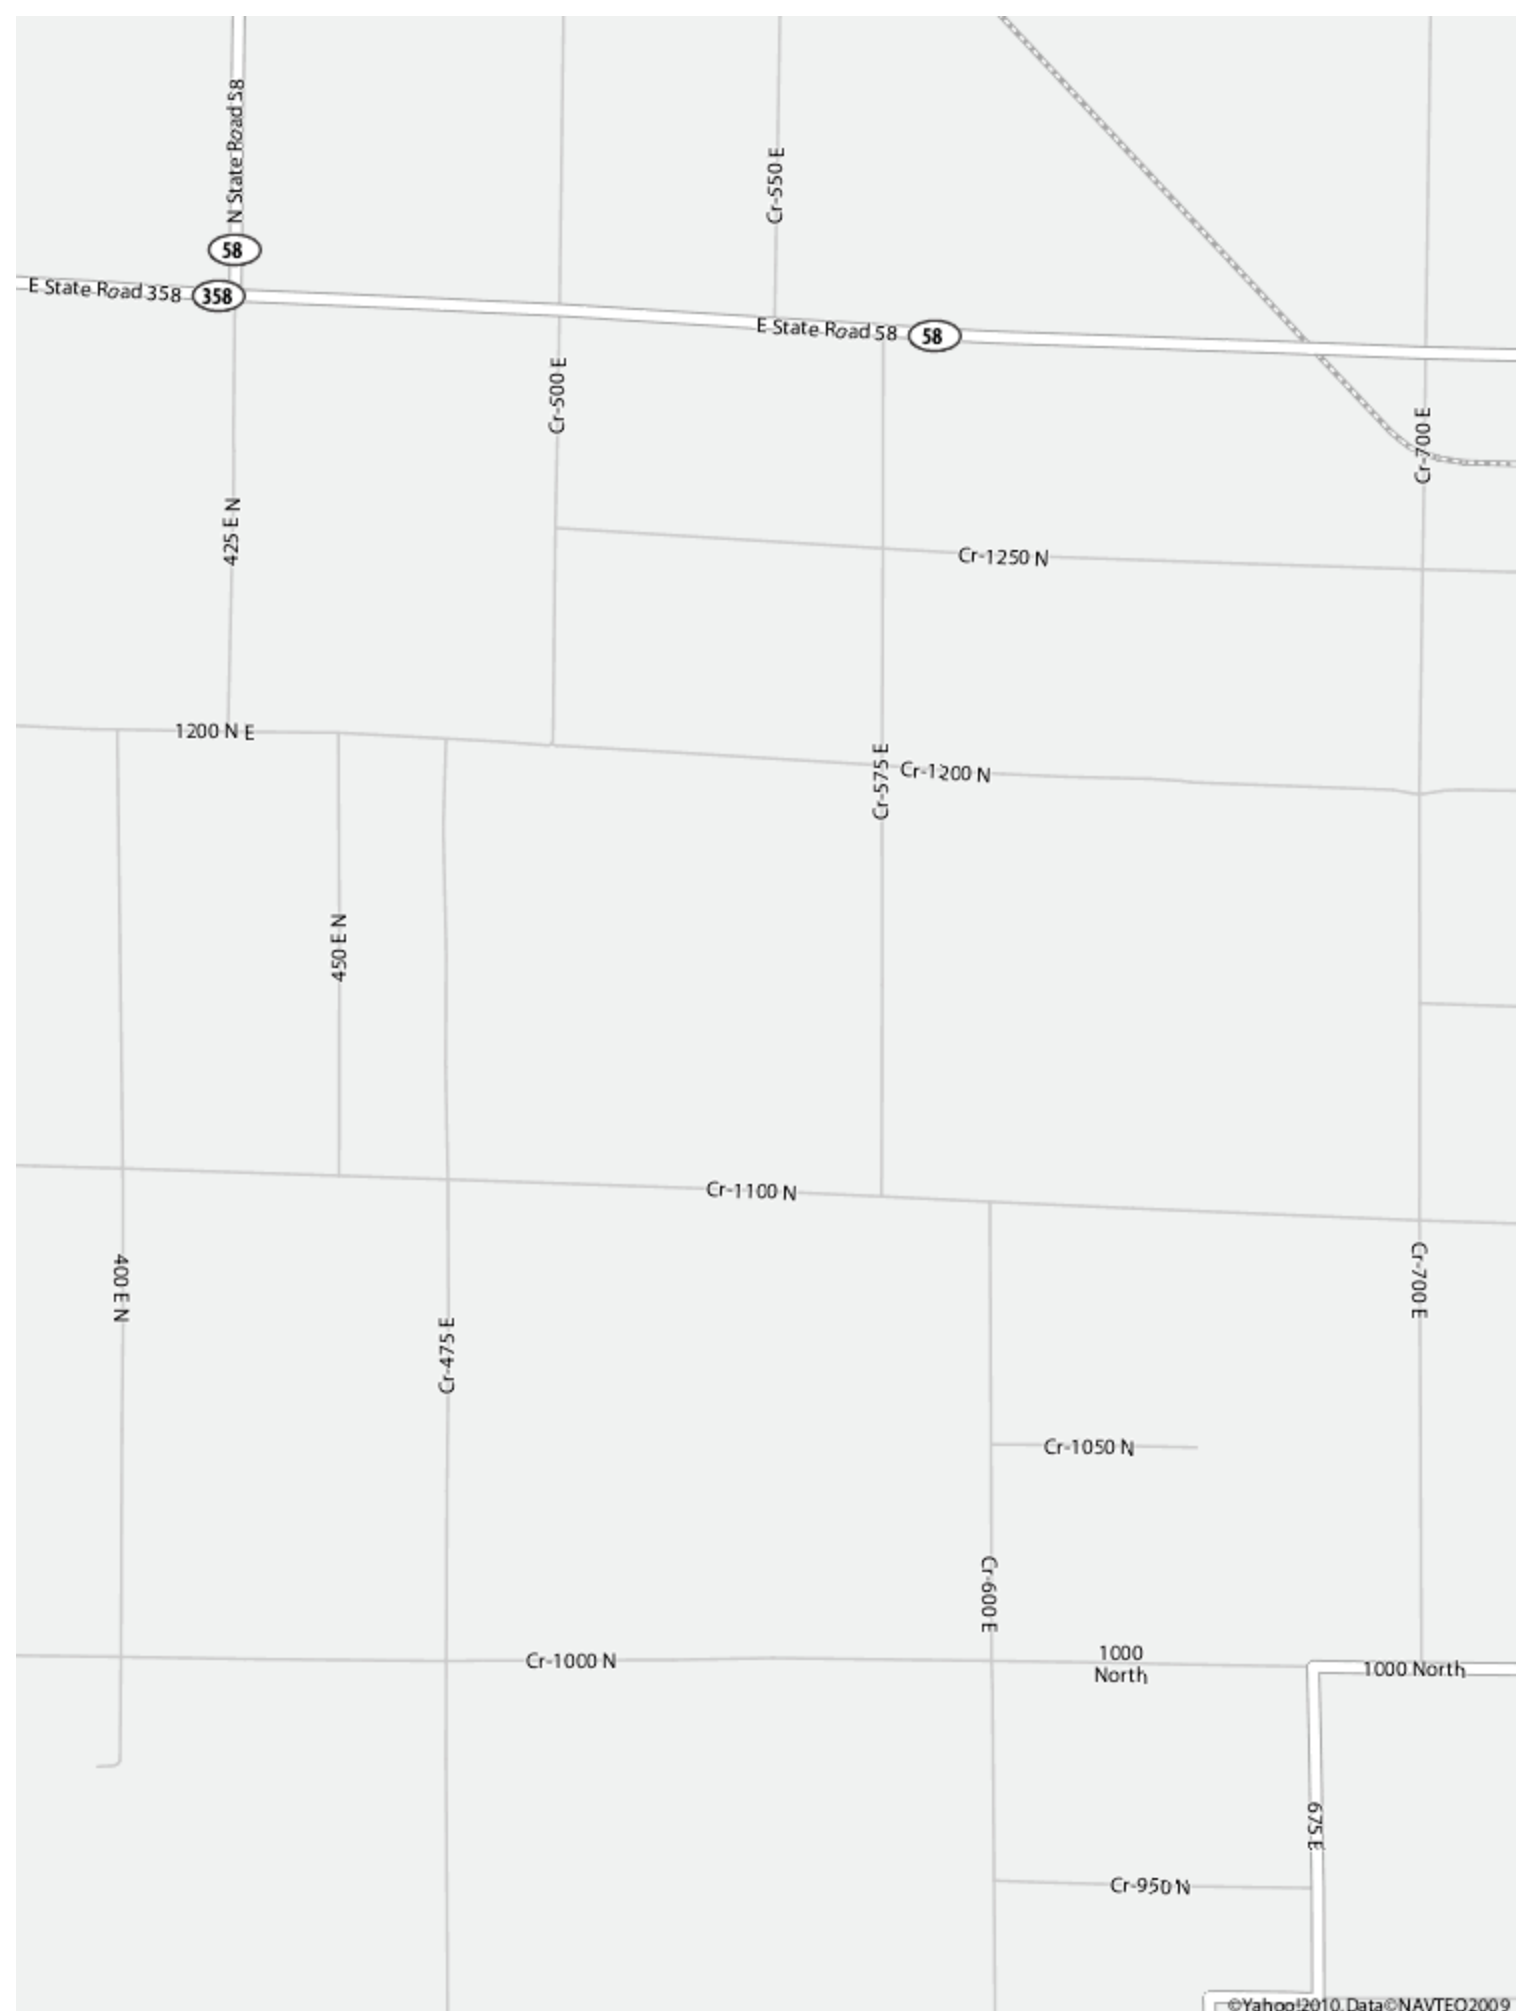 N State Road 58
Cr-550 E
58
E State Road 358
358
E State Road 58
58
Cr-500 E
Cr-700 E
425 E N
Cr-1250 N
1200 N E
Cr-575 E
Cr-1200 N
450 E N
Cr-1100 N
400 E N
Cr-700 E
Cr-475 E
Cr-1050 N
Cr-600 E
Cr-1000 N
1000
North
1000 North
675 E
Cr-950 N
©Yahoo!2010, Data©NAVTEQ2009